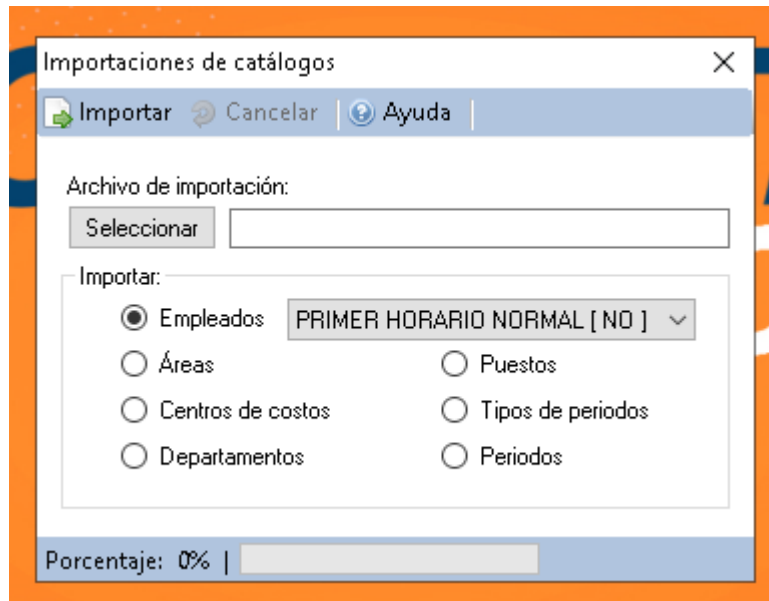 Importaciones de catálogos
Importar Cancelar Ayuda
Archivo de importación:
Seleccionar
Importar:
Empleados PRIMER HORARIO NORMAL [ NO ]
Áreas Puestos
Centros de costos Tipos de periodos
Departamentos Periodos
Porcentaje: 0% |